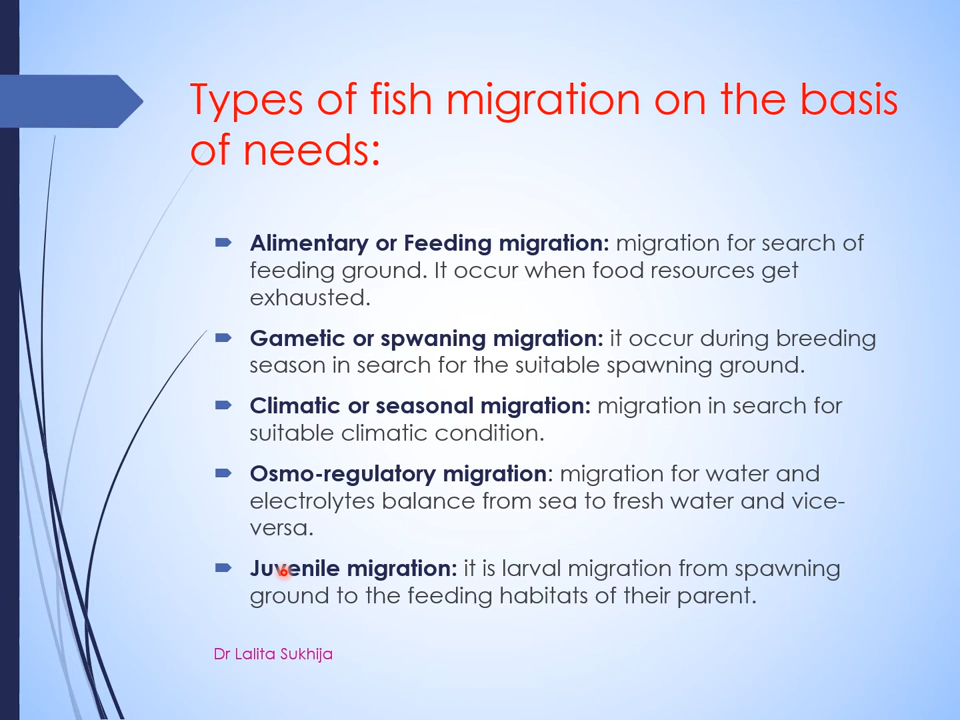 Types of fish migration on the basis
of needs:
Alimentary or Feeding migration: migration for search of
feeding ground. It occur when food resources get
exhausted.
Gametic or spwaning migration: it occur during breeding
season in search for the suitable spawning ground.
Climatic or seasonal migration: migration in search for
suitable climatic condition.
Osmo-regulatory migration: migration for water and
electrolytes balance from sea to fresh water and vice-
versa.
Juvenile migration: it is larval migration from spawning
ground to the feeding habitats of their parent.
Dr Lalita Sukhija